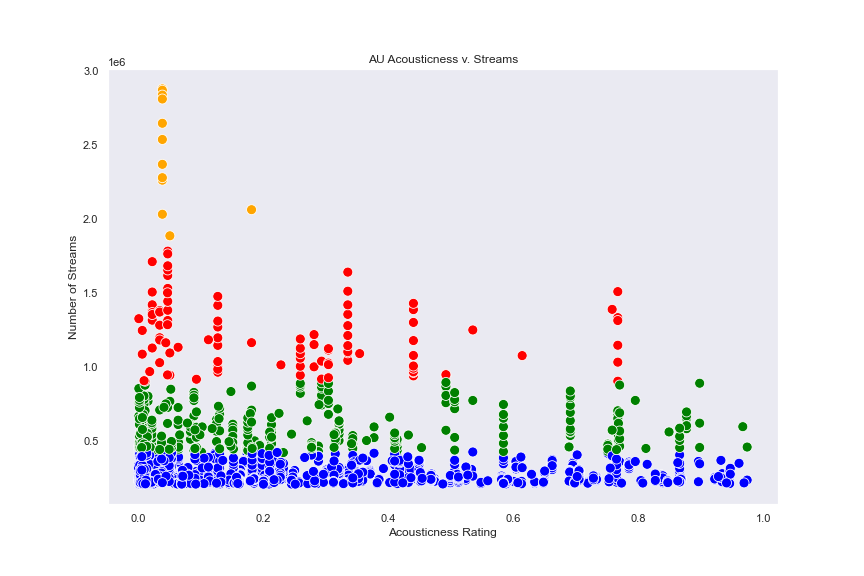 AU Acousticness v. Streams
1e6
3.0
2.5
2.0
1.5
1.0
0.5
Number of Streams
0.0 0.2 0.4 0.6 0.8 1.0
Acousticness Rating